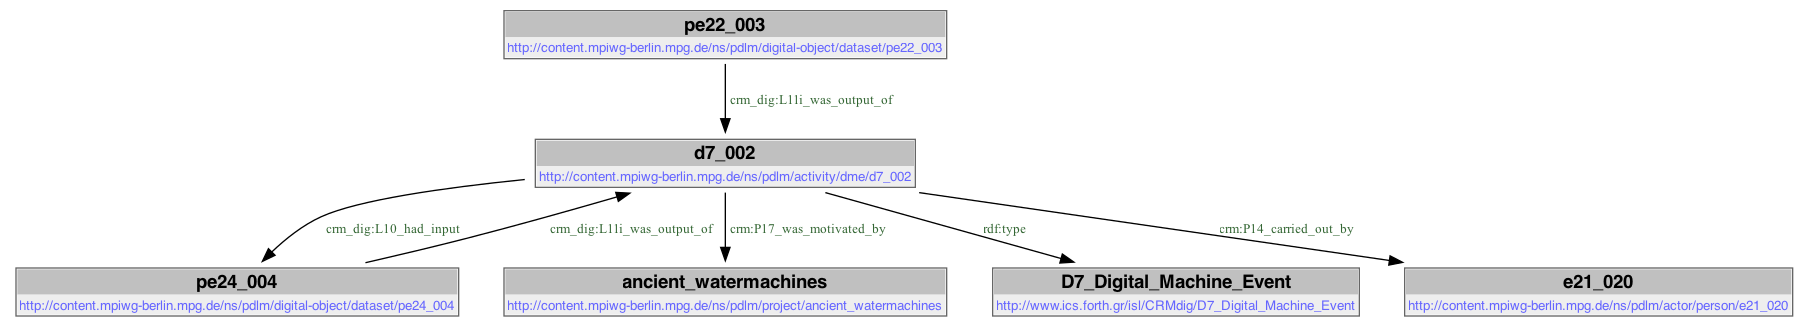 pe22_003
http://content.mpiwg-berlin.mpg.de/ns/pdlm/digital-object/dataset/pe22_003
crm_dig:L11i_was_output_of
d7_002
http://content.mpiwg-berlin.mpg.de/ns/pdlm/activity/dme/d7_002
crm_dig:L10_had_input
crm_dig:L11i_was_output_of
crm:P17_was_motivated_by
rdf:type
crm:P14_carried_out_by
pe24_004
http://content.mpiwg-berlin.mpg.de/ns/pdlm/digital-object/dataset/pe24_004
ancient_watermachines
http://content.mpiwg-berlin.mpg.de/ns/pdlm/project/ancient_watermachines
D7_Digital_Machine_Event
http://www.ics.forth.gr/isl/CRMdig/D7_Digital_Machine_Event
e21_020
http://content.mpiwg-berlin.mpg.de/ns/pdlm/actor/person/e21_020